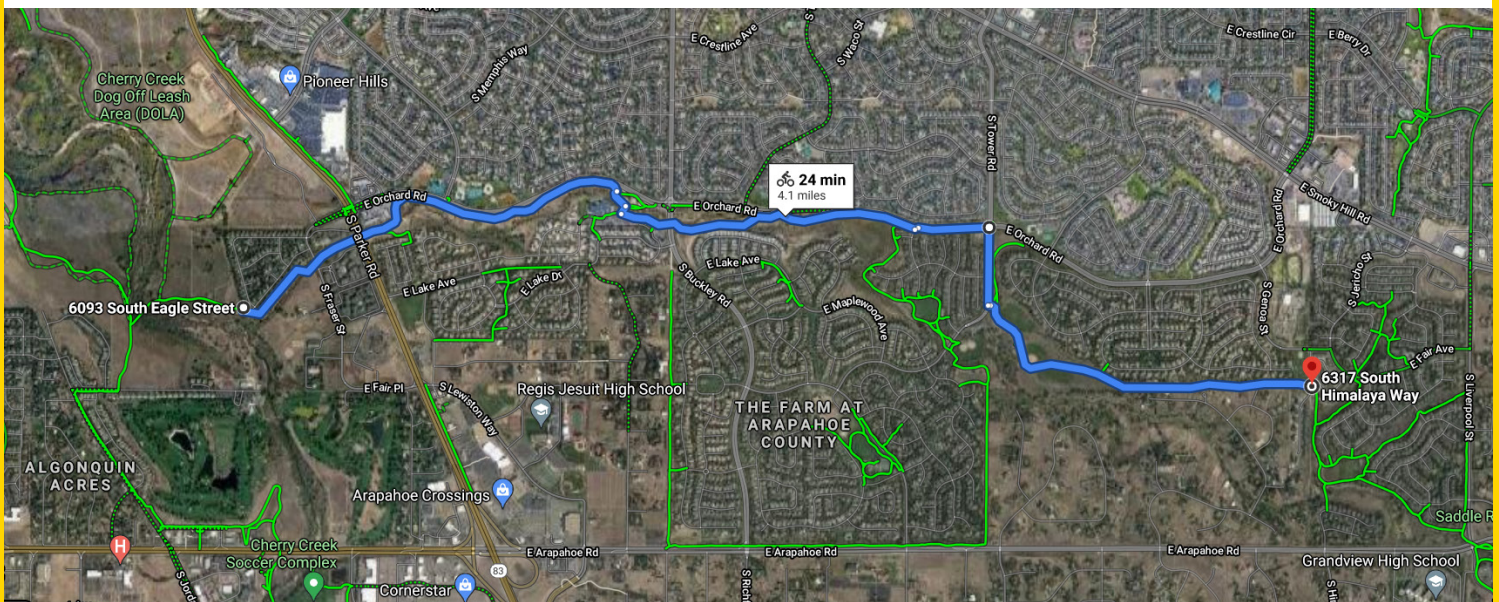 E Crestline Ave
S Waco St
E Crestline Cir
E Berry Dr
Cherry Creek
Dog Off Leash
Area (DOLA)
Pioneer Hills
S Memphis Way
S Tower Rd
24 min
4.1 miles
E Orchard Rd
E Orchard Rd
E Smoky Hill Rd
S Parker Rd
E Orchard Rd
E Orchard Rd
E Lake Ave
S Jericho St
6093 South Eagle Street
S Fraser St
E Lake Ave
E Lake Dr
S Buckley Rd
E Maplewood Ave
S Genoa St
E Fair Ave
E Fair Pl
S Lewiston Way
Regis Jesuit High School
6317 South
Himalaya Way
S Liverpool St
THE FARM AT
ARAPAHOE
COUNTY
ALGONQUIN
ACRES
Arapahoe Crossings
Saddle R
E Arapahoe Rd
E Arapahoe Rd
E Arapahoe Rd
H
Cherry Creek
Soccer Complex
Grandview High School
83
S Jord
Cornerstar
S Rich
S Hi